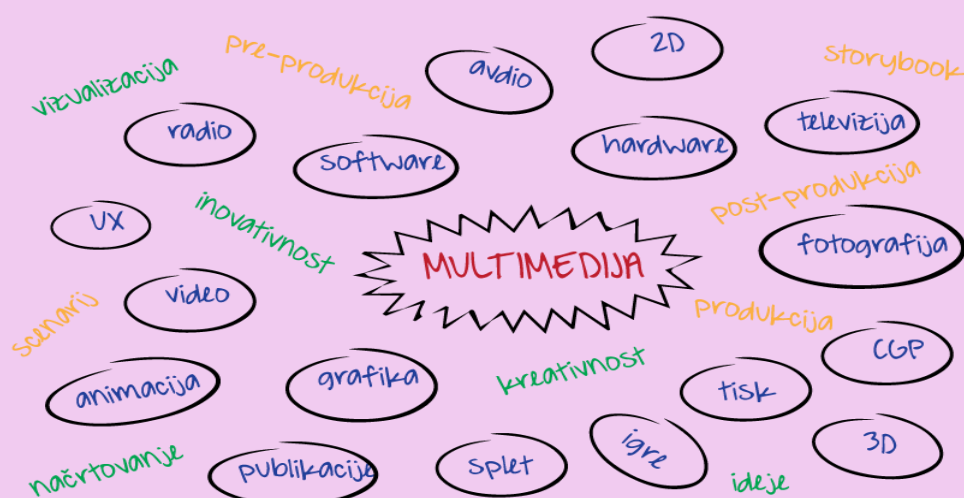 2D
storybook
pre-produkcija
avdio
vizualizacija
radio
televizija
software
hardware
post-produkcija
UX
inovativnost
MULTIMEDIJA
fotografija
video
scenarij
produkcija
CGP
animacija
grafika
kreativnost
tisk
načrtovanje
publikacije
splet
igre
3D
ideje